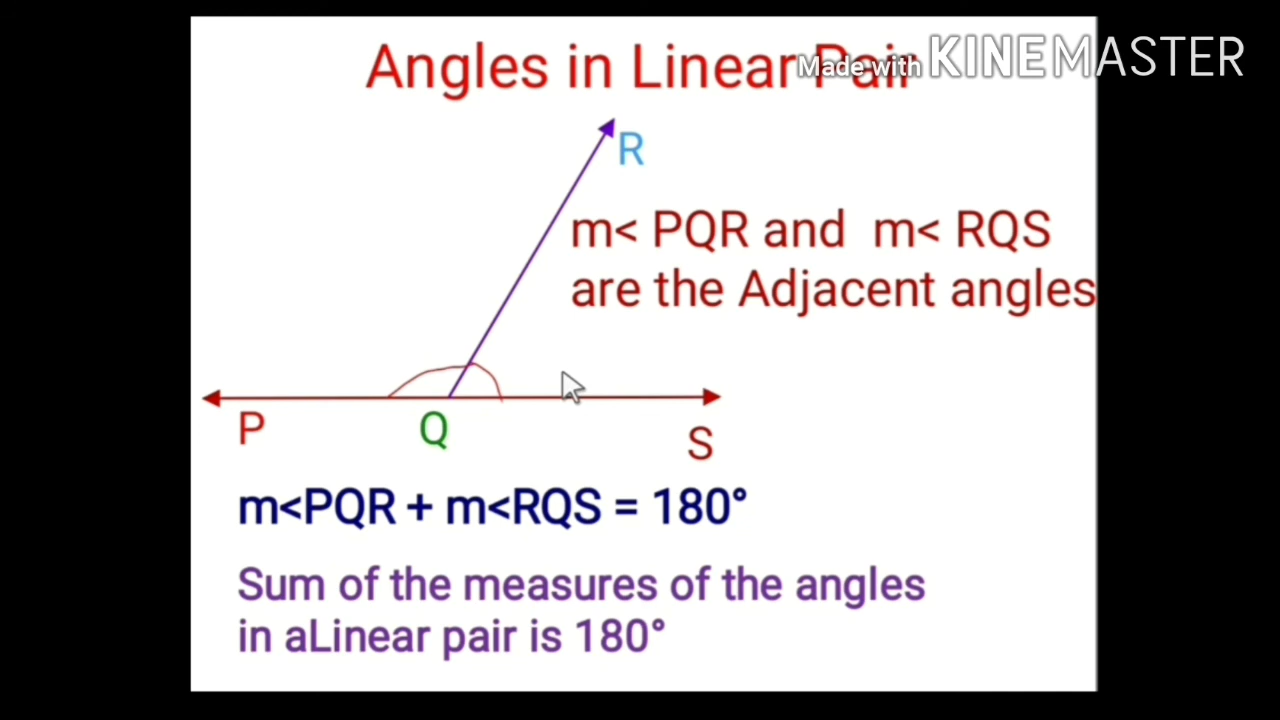 Angles in Linear Pair
Made with KINEMASTER
R
m< PQR and m< RQS
are the Adjacent angles
P
Q
S
m<PQR + m<RQS = 180°
Sum of the measures of the angles
in aLinear pair is 180°